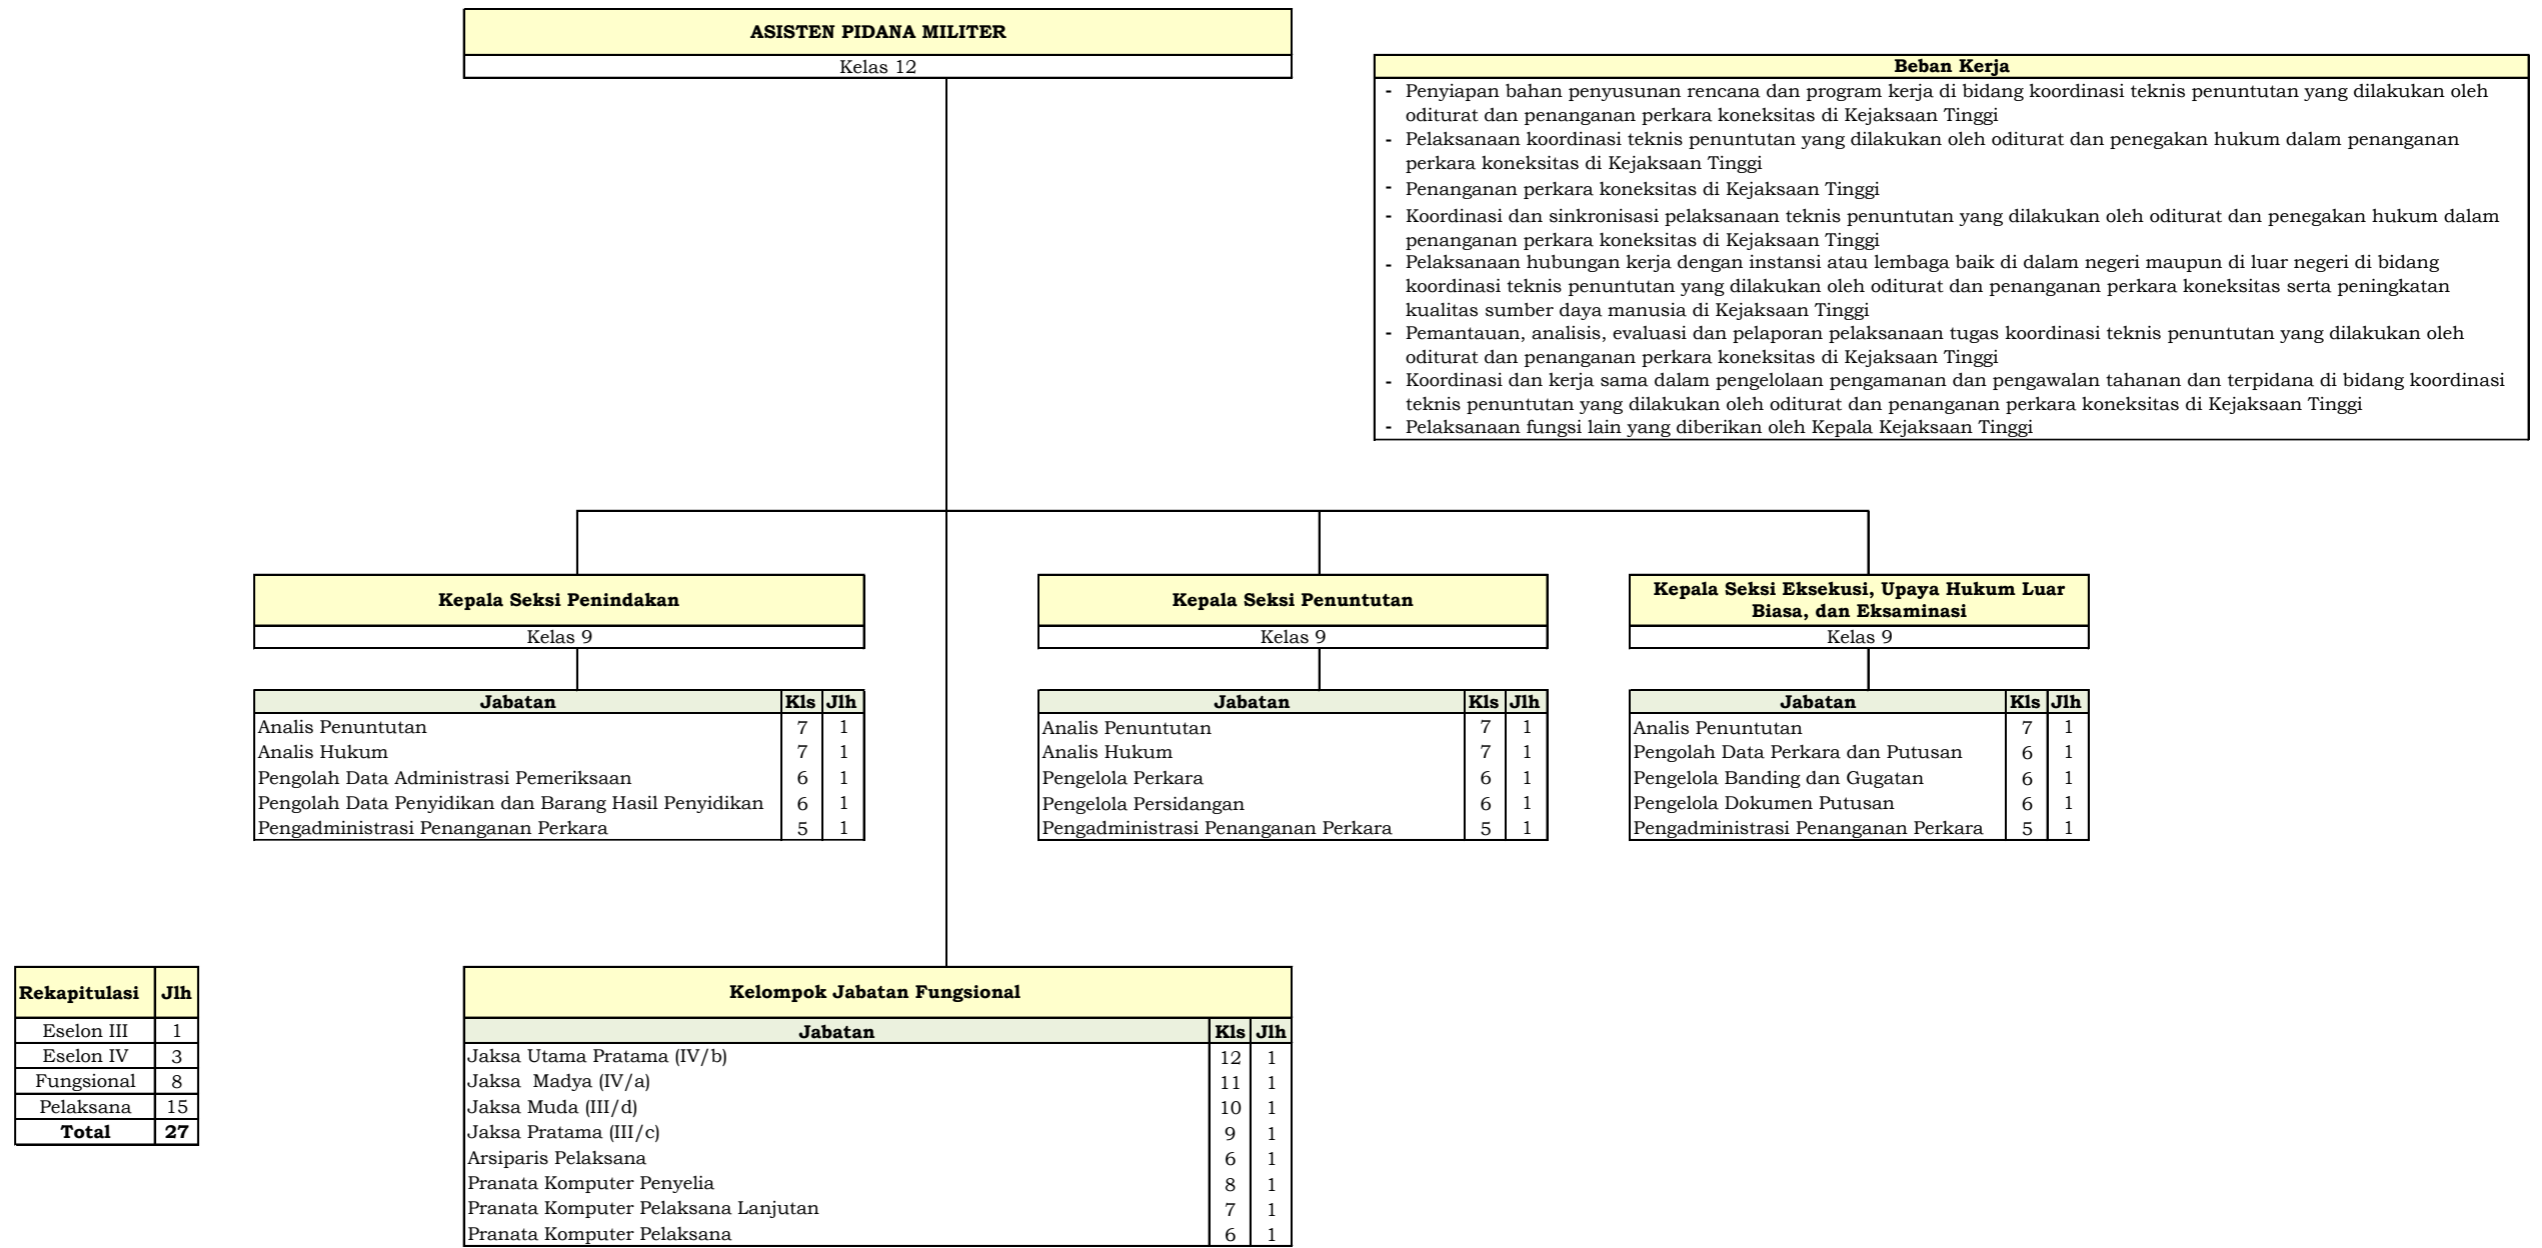 ASISTEN PIDANA MILITER
Kelas 12
Beban Kerja
- Penyiapan bahan penyusunan rencana dan program kerja di bidang koordinasi teknis penuntutan yang dilakukan oleh
oditurat dan penanganan perkara koneksitas di Kejaksaan Tinggi
- Pelaksanaan koordinasi teknis penuntutan yang dilakukan oleh oditurat dan penegakan hukum dalam penanganan
perkara koneksitas di Kejaksaan Tinggi
- Penanganan perkara koneksitas di Kejaksaan Tinggi
- Koordinasi dan sinkronisasi pelaksanaan teknis penuntutan yang dilakukan oleh oditurat dan penegakan hukum dalam
penanganan perkara koneksitas di Kejaksaan Tinggi
- Pelaksanaan hubungan kerja dengan instansi atau lembaga baik di dalam negeri maupun di luar negeri di bidang
koordinasi teknis penuntutan yang dilakukan oleh oditurat dan penanganan perkara koneksitas serta peningkatan
kualitas sumber daya manusia di Kejaksaan Tinggi
- Pemantauan, analisis, evaluasi dan pelaporan pelaksanaan tugas koordinasi teknis penuntutan yang dilakukan oleh
oditurat dan penanganan perkara koneksitas di Kejaksaan Tinggi
- Koordinasi dan kerja sama dalam pengelolaan pengamanan dan pengawalan tahanan dan terpidana di bidang koordinasi
teknis penuntutan yang dilakukan oleh oditurat dan penanganan perkara koneksitas di Kejaksaan Tinggi
- Pelaksanaan fungsi lain yang diberikan oleh Kepala Kejaksaan Tinggi
Kepala Seksi Penindakan
Kelas 9
Jabatan Kls Jlh
Analis Penuntutan 7 1
Analis Hukum 7 1
Pengolah Data Administrasi Pemeriksaan 6 1
Pengolah Data Penyidikan dan Barang Hasil Penyidikan 6 1
Pengadministrasi Penanganan Perkara 5 1
Kepala Seksi Penuntutan
Kelas 9
Jabatan Kls Jlh
Analis Penuntutan 7 1
Analis Hukum 7 1
Pengelola Perkara 6 1
Pengelola Persidangan 6 1
Pengadministrasi Penanganan Perkara 5 1
Kepala Seksi Eksekusi, Upaya Hukum Luar
Biasa, dan Eksaminasi
Kelas 9
Jabatan Kls Jlh
Analis Penuntutan 7 1
Pengolah Data Perkara dan Putusan 6 1
Pengelola Banding dan Gugatan 6 1
Pengelola Dokumen Putusan 6 1
Pengadministrasi Penanganan Perkara 5 1
Rekapitulasi Jlh
Eselon III 1
Eselon IV 3
Fungsional 8
Pelaksana 15
Total 27
Kelompok Jabatan Fungsional
Jabatan Kls Jlh
Jaksa Utama Pratama (IV/b) 12 1
Jaksa  Madya (IV/a) 11 1
Jaksa Muda (III/d) 10 1
Jaksa Pratama (III/c) 9 1
Arsiparis Pelaksana 6 1
Pranata Komputer Penyelia 8 1
Pranata Komputer Pelaksana Lanjutan 7 1
Pranata Komputer Pelaksana 6 1